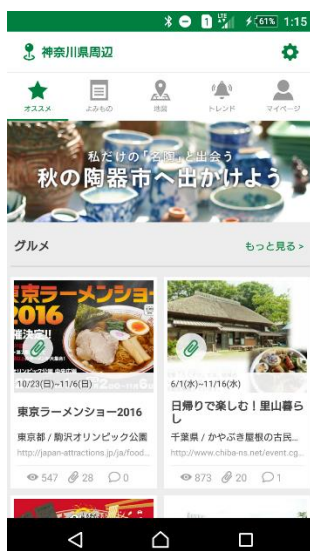 LTE
1
61%
1:15
神奈川県周辺
オススメ
よみもの
地図
トレンド
マイページ
私だけの「名陶」と出会う
秋の陶器市へ出かけよう
グルメ
もっと見る >
東京ラーメンショー
2016
10/23(日)~11/6(日)
6/1(水)~11/16(水)
東京ラーメンショー2016
日帰りで楽しむ！里山暮ら
し
東京都 / 駒沢オリンピック公園
千葉県 / かやぶき屋根の古民...
http://japan-attractions.jp/ja/food...
http://www.chiba-ns.net/event.cg...
547
28
0
873
20
1